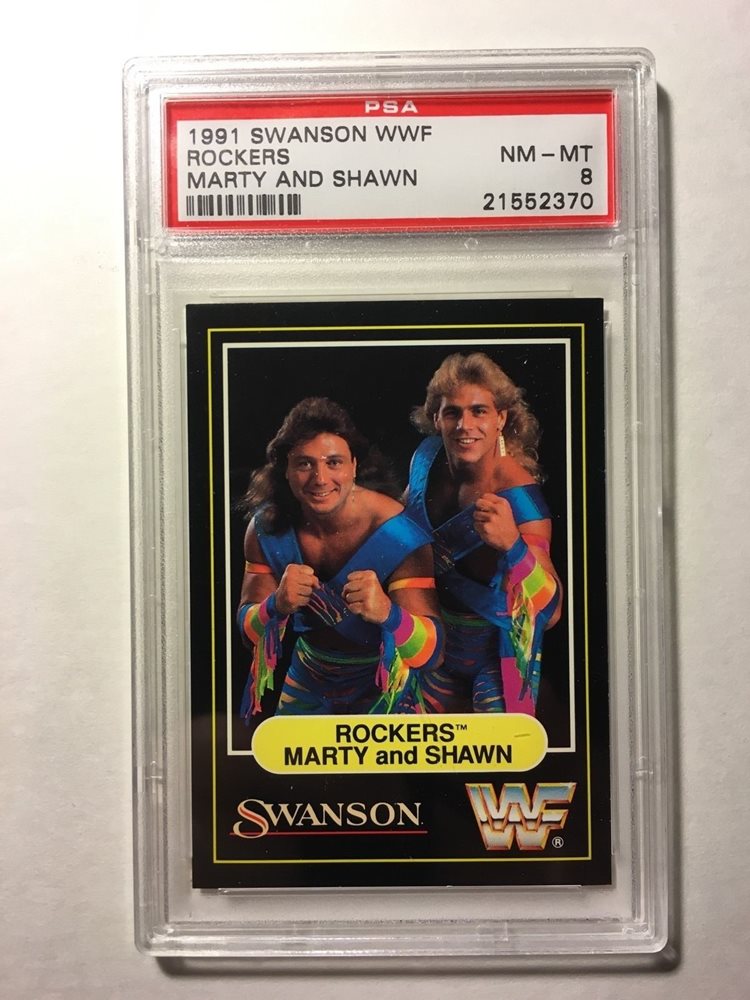 PSA
1991 SWANSON WWF
ROCKERS NM – MT
MARTY AND SHAWN 8
21552370
ROCKERS™
MARTY and SHAWN
SWANSON
WWF®